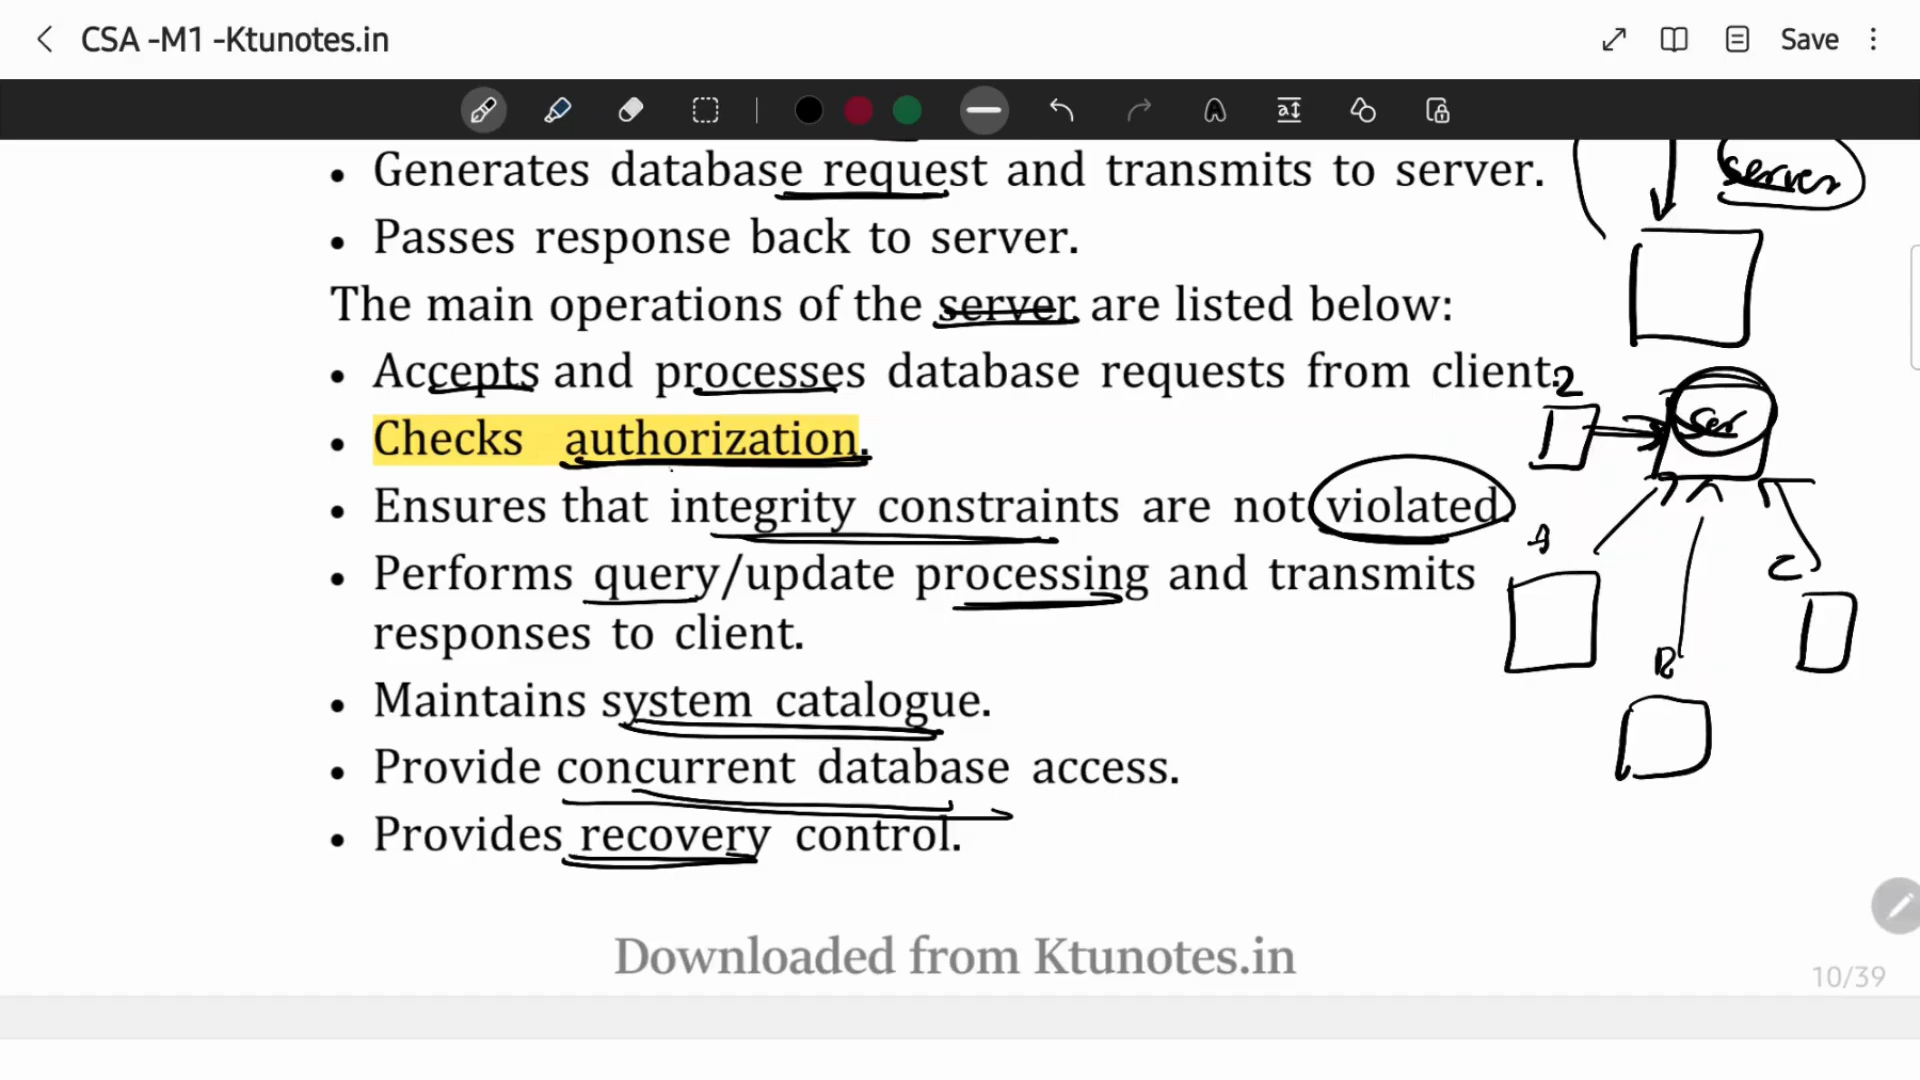 CSA -M1 -Ktunotes.in
Save
• Generates database request and transmits to server.
server
• Passes response back to server.
The main operations of the server are listed below:
• Accepts and processes database requests from client.
2
Ser
• Checks authorization.
• Ensures that integrity constraints are not violated.
A
• Performs query/update processing and transmits
C
responses to client.
B
• Maintains system catalogue.
• Provide concurrent database access.
• Provides recovery control.
Downloaded from Ktunotes.in
10/39